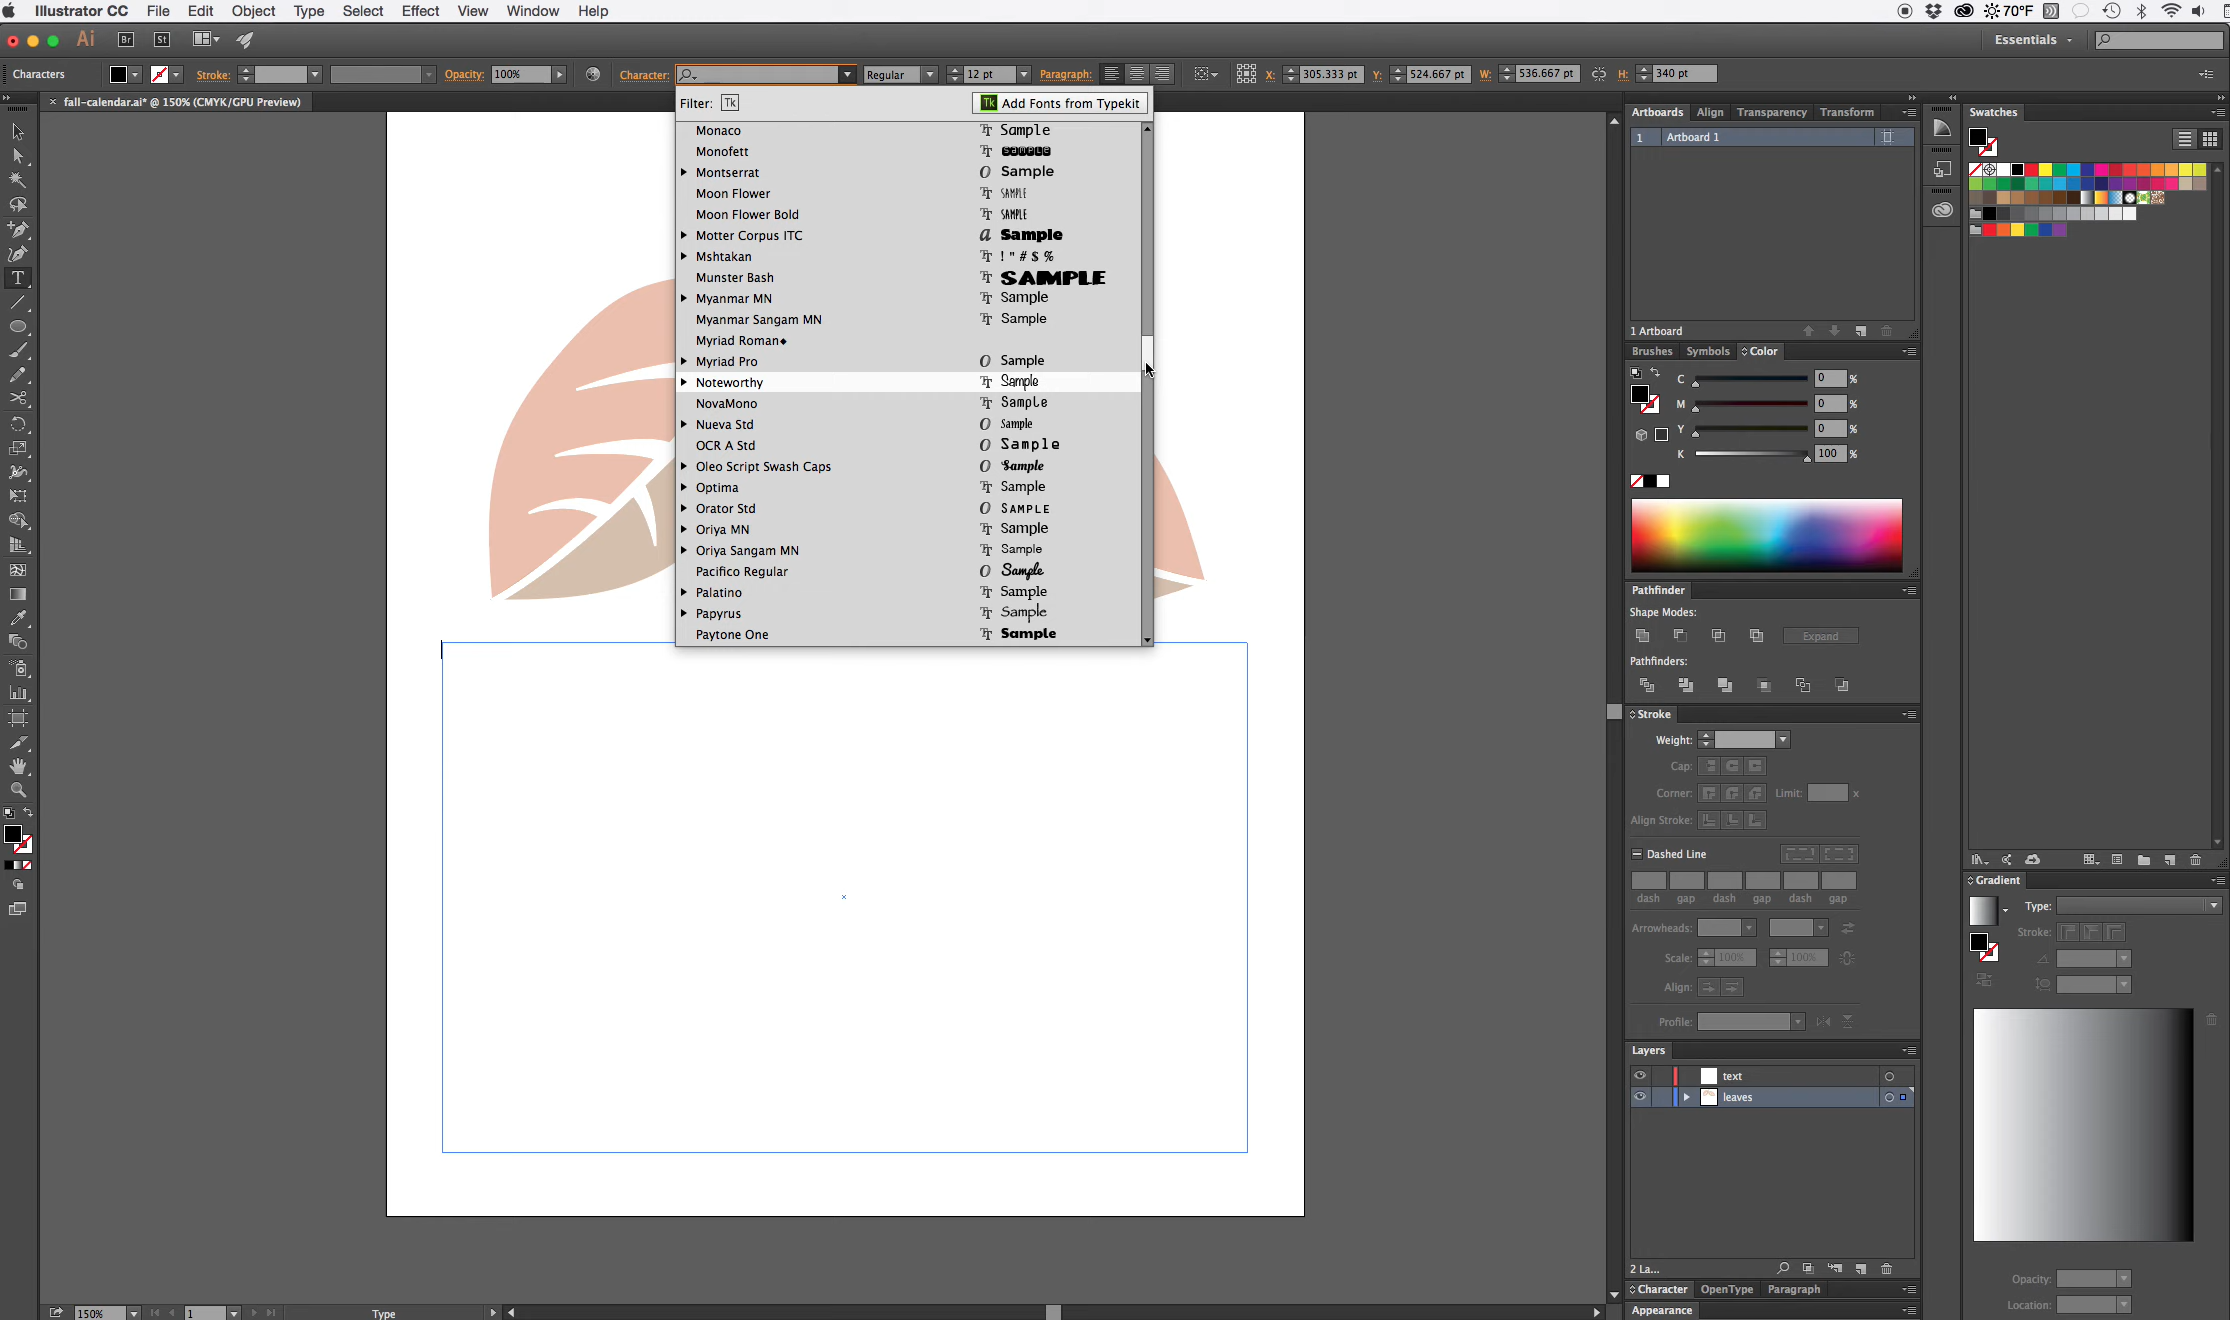 Illustrator CC File Edit Object Type Select Effect View Window Help 70°F
Ai Br St Essentials
Characters Stroke: Opacity: 100% Character: Regular 12 pt Paragraph: X: 305.333 pt Y: 524.667 pt W: 536.667 pt H: 340 pt
× fall-calendar.ai* @ 150% (CMYK/GPU Preview)
Filter: Tk Tk Add Fonts from Typekit
Monaco Sample
Monofett Sample
Montserrat Sample
Moon Flower SAMPLE
Moon Flower Bold SAMPLE
Motter Corpus ITC Sample
Mshtakan ! " # $ %
Munster Bash SAMPLE
Myanmar MN Sample
Myanmar Sangam MN Sample
Myriad Roman◆
Myriad Pro Sample
Noteworthy Sample
NovaMono Sample
Nueva Std Sample
OCR A Std Sample
Oleo Script Swash Caps Sample
Optima Sample
Orator Std SAMPLE
Oriya MN Sample
Oriya Sangam MN Sample
Pacifico Regular Sample
Palatino Sample
Papyrus Sample
Paytone One Sample
Artboards Align Transparency Transform
1 Artboard 1
1 Artboard
Brushes Symbols Color
C 0 %
M 0 %
Y 0 %
K 100 %
Pathfinder
Shape Modes:
Expand
Pathfinders:
Stroke
Weight:
Cap:
Corner: Limit: x
Align Stroke:
Dashed Line
dash gap dash gap dash gap
Arrowheads:
Scale: 100% 100%
Align:
Profile:
Layers
text
leaves
2 La...
Character OpenType Paragraph
Appearance
Swatches
Gradient
Type:
Stroke:
Opacity:
Location:
150% 1 Type